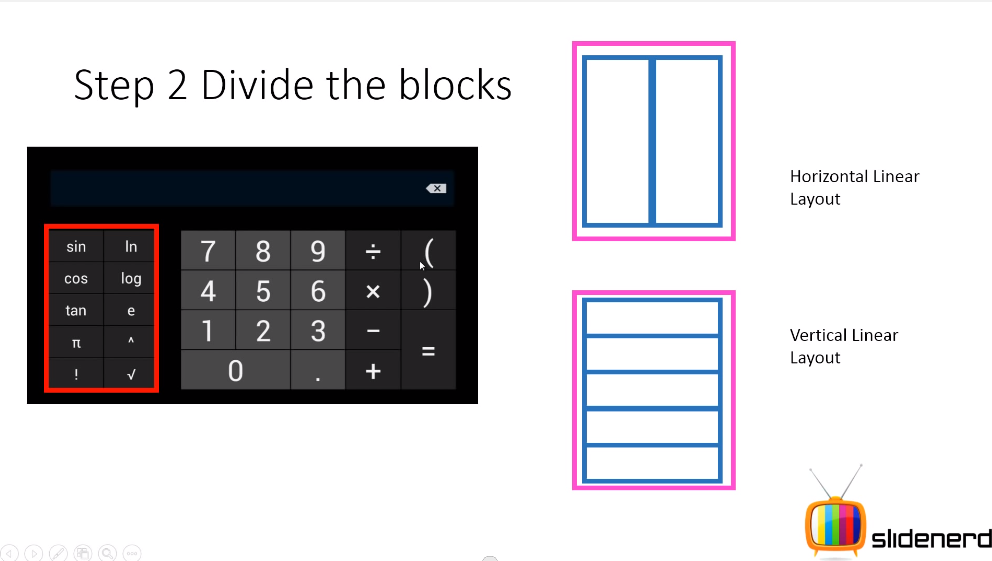 Step 2 Divide the blocks
Horizontal Linear
Layout
sin ln
cos log
tan e
π ^
! √
7 8 9 ÷ (
4 5 6 × )
1 2 3 −
=
0 . +
Vertical Linear
Layout
slidenerd